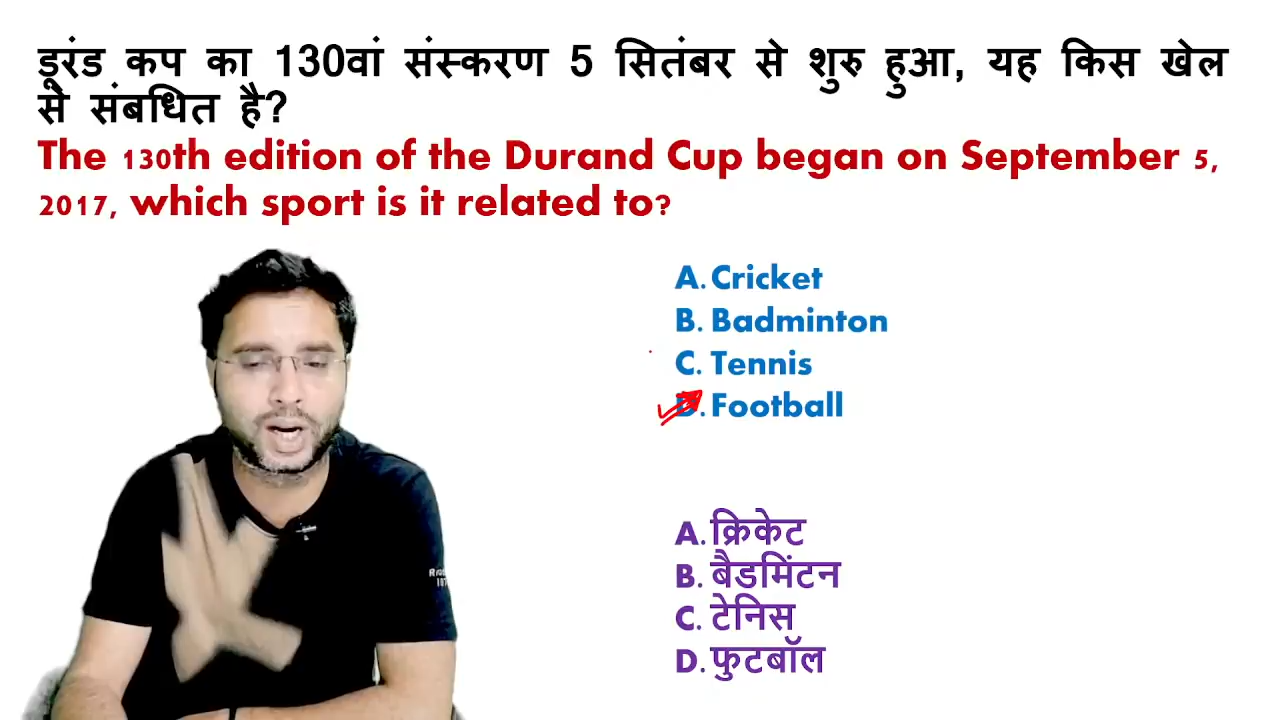 डूरंड कप का 130वां संस्करण 5 सितंबर से शुरु हुआ, यह किस खेल
से संबधित है?
The 130th edition of the Durand Cup began on September 5,
2017, which sport is it related to?
A. Cricket
B. Badminton
C. Tennis
D. Football
A. क्रिकेट
B. बैडमिंटन
C. टेनिस
D. फुटबॉल